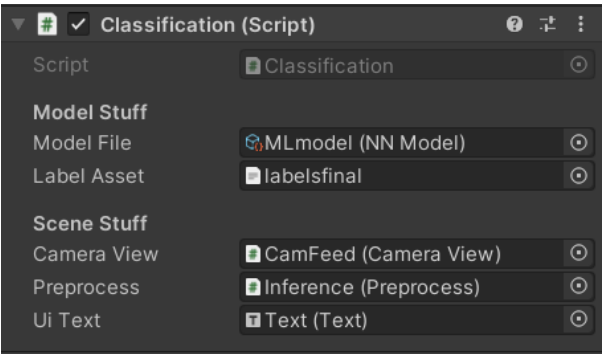 Classification (Script)
Script Classification
Model Stuff
Model File MLmodel (NN Model)
Label Asset labelsfinal
Scene Stuff
Camera View CamFeed (Camera View)
Preprocess Inference (Preprocess)
Ui Text Text (Text)